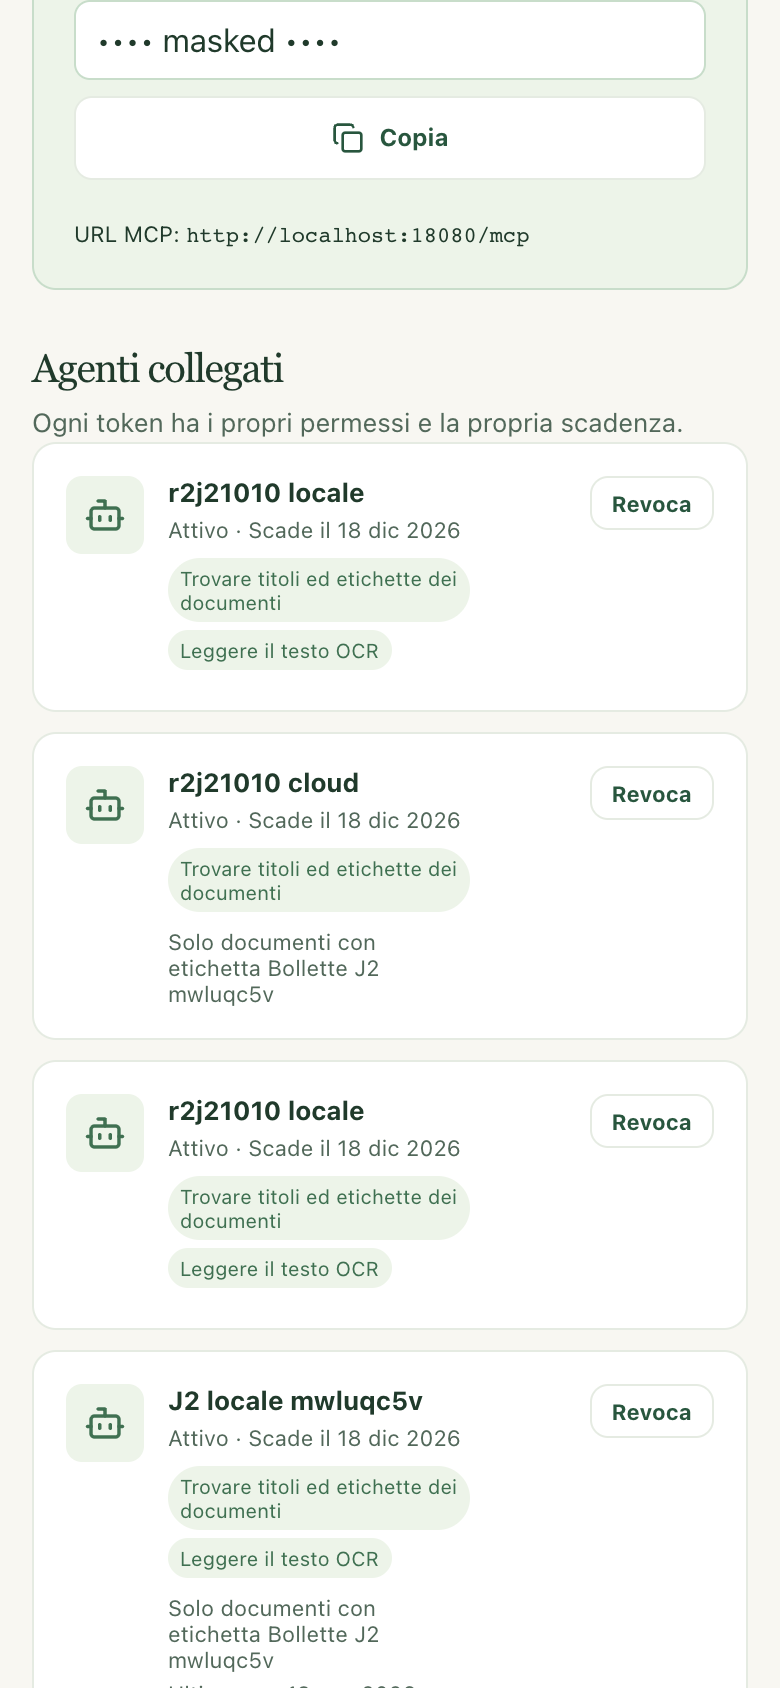 •••• masked ••••
Copia
URL MCP: http://localhost:18080/mcp
Agenti collegati
Ogni token ha i propri permessi e la propria scadenza.
r2j21010 locale
Revoca
Attivo · Scade il 18 dic 2026
Trovare titoli ed etichette dei
documenti
Leggere il testo OCR
r2j21010 cloud
Revoca
Attivo · Scade il 18 dic 2026
Trovare titoli ed etichette dei
documenti
Solo documenti con
etichetta Bollette J2
mwluqc5v
r2j21010 locale
Revoca
Attivo · Scade il 18 dic 2026
Trovare titoli ed etichette dei
documenti
Leggere il testo OCR
J2 locale mwluqc5v
Revoca
Attivo · Scade il 18 dic 2026
Trovare titoli ed etichette dei
documenti
Leggere il testo OCR
Solo documenti con
etichetta Bollette J2
mwluqc5v